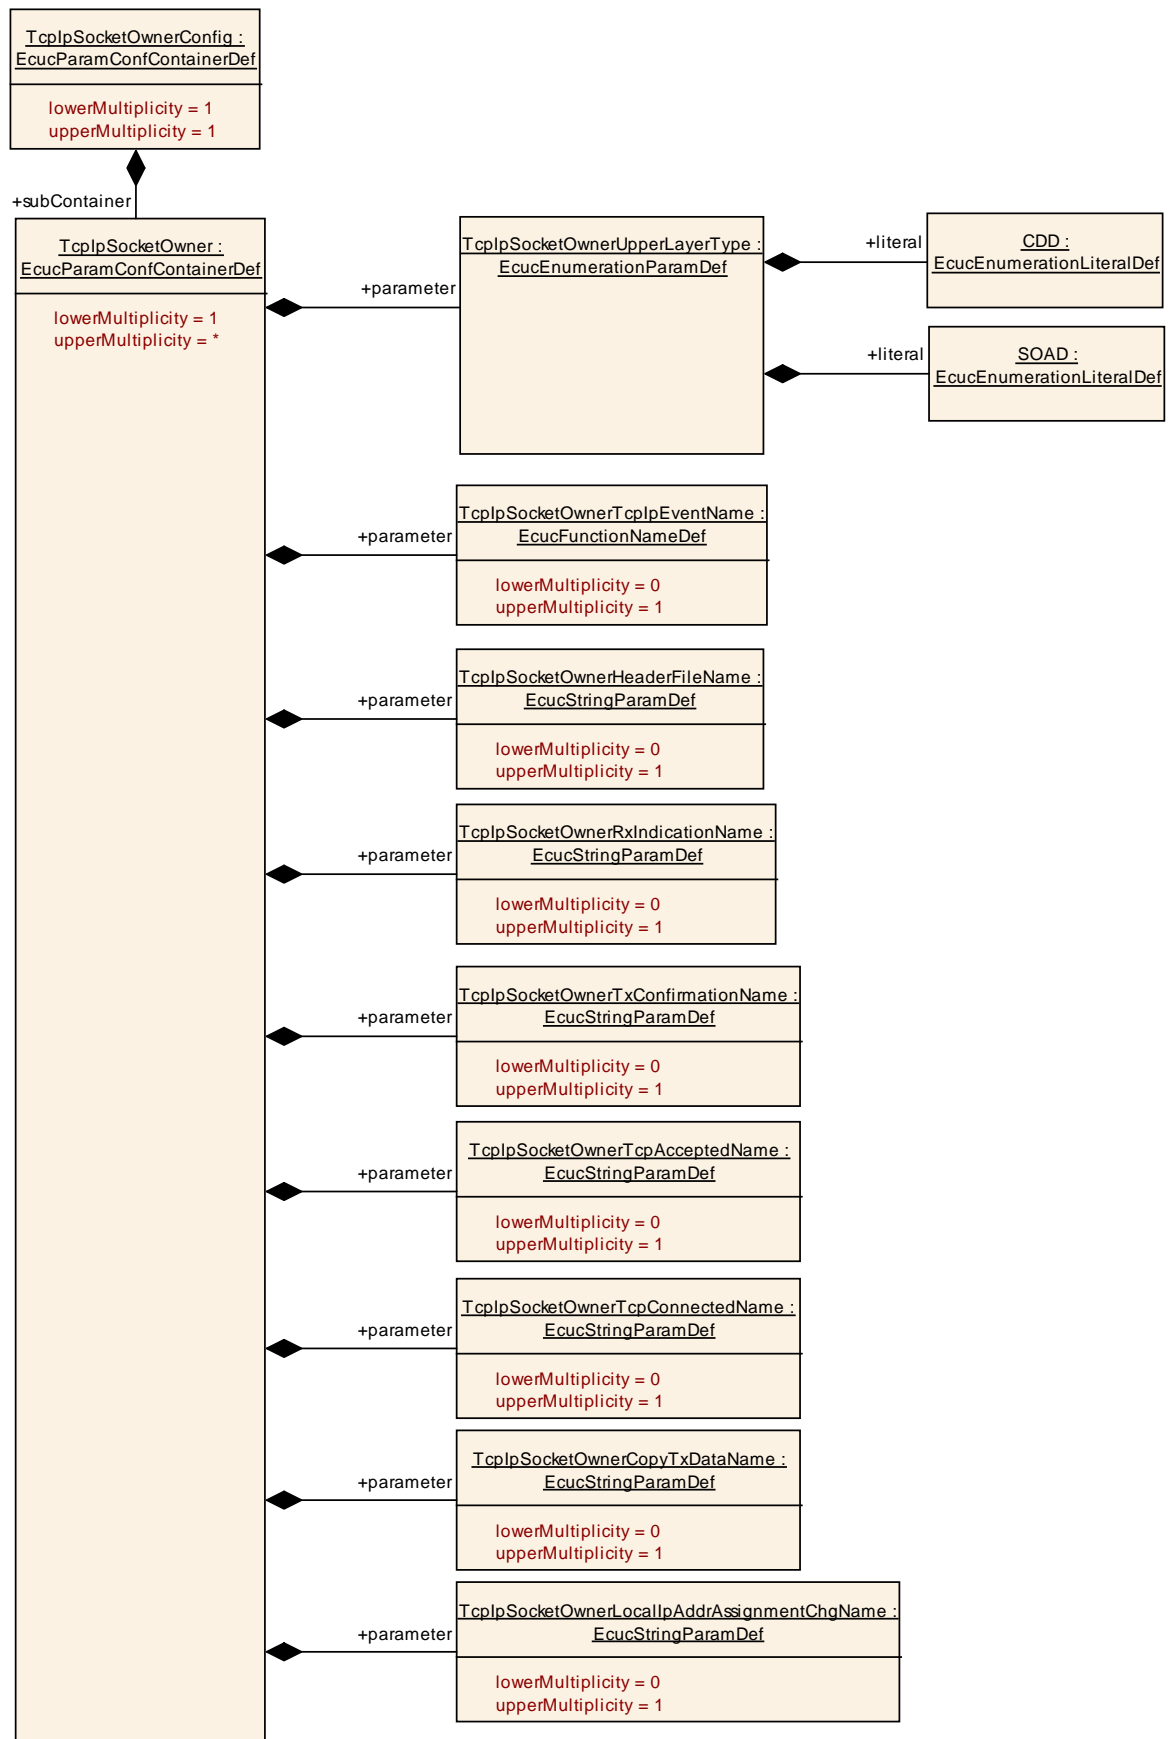 TcpIpSocketOwnerConfig :
EcucParamConfContainerDef
lowerMultiplicity = 1
upperMultiplicity = 1
+subContainer
TcpIpSocketOwner :
EcucParamConfContainerDef
lowerMultiplicity = 1
upperMultiplicity = *
+parameter
TcpIpSocketOwnerUpperLayerType :
EcucEnumerationParamDef
+literal
CDD :
EcucEnumerationLiteralDef
+literal
SOAD :
EcucEnumerationLiteralDef
+parameter
TcpIpSocketOwnerTcpIpEventName :
EcucFunctionNameDef
lowerMultiplicity = 0
upperMultiplicity = 1
+parameter
TcpIpSocketOwnerHeaderFileName :
EcucStringParamDef
lowerMultiplicity = 0
upperMultiplicity = 1
+parameter
TcpIpSocketOwnerRxIndicationName :
EcucStringParamDef
lowerMultiplicity = 0
upperMultiplicity = 1
+parameter
TcpIpSocketOwnerTxConfirmationName :
EcucStringParamDef
lowerMultiplicity = 0
upperMultiplicity = 1
+parameter
TcpIpSocketOwnerTcpAcceptedName :
EcucStringParamDef
lowerMultiplicity = 0
upperMultiplicity = 1
+parameter
TcpIpSocketOwnerTcpConnectedName :
EcucStringParamDef
lowerMultiplicity = 0
upperMultiplicity = 1
+parameter
TcpIpSocketOwnerCopyTxDataName :
EcucStringParamDef
lowerMultiplicity = 0
upperMultiplicity = 1
+parameter
TcpIpSocketOwnerLocalIpAddrAssignmentChgName :
EcucStringParamDef
lowerMultiplicity = 0
upperMultiplicity = 1